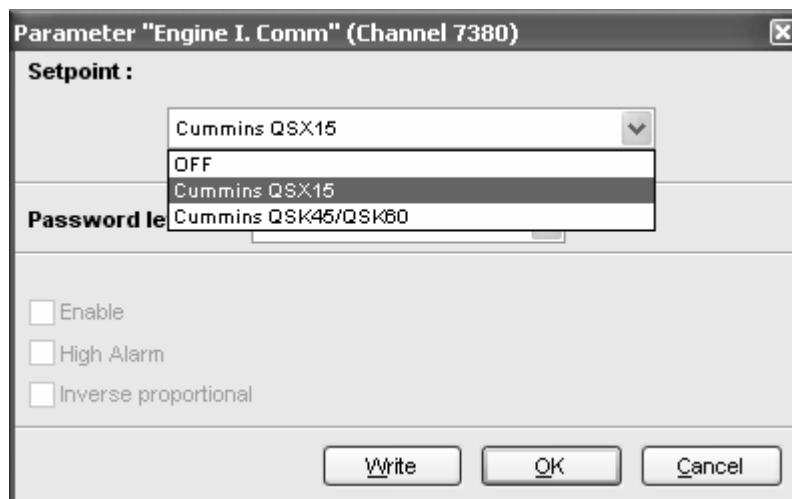 Parameter "Engine I. Comm" (Channel 7380)
Setpoint :
Cummins QSX15
OFF
Cummins QSX15
Cummins QSK45/QSK60
Password le
Enable
High Alarm
Inverse proportional
Write
OK
Cancel